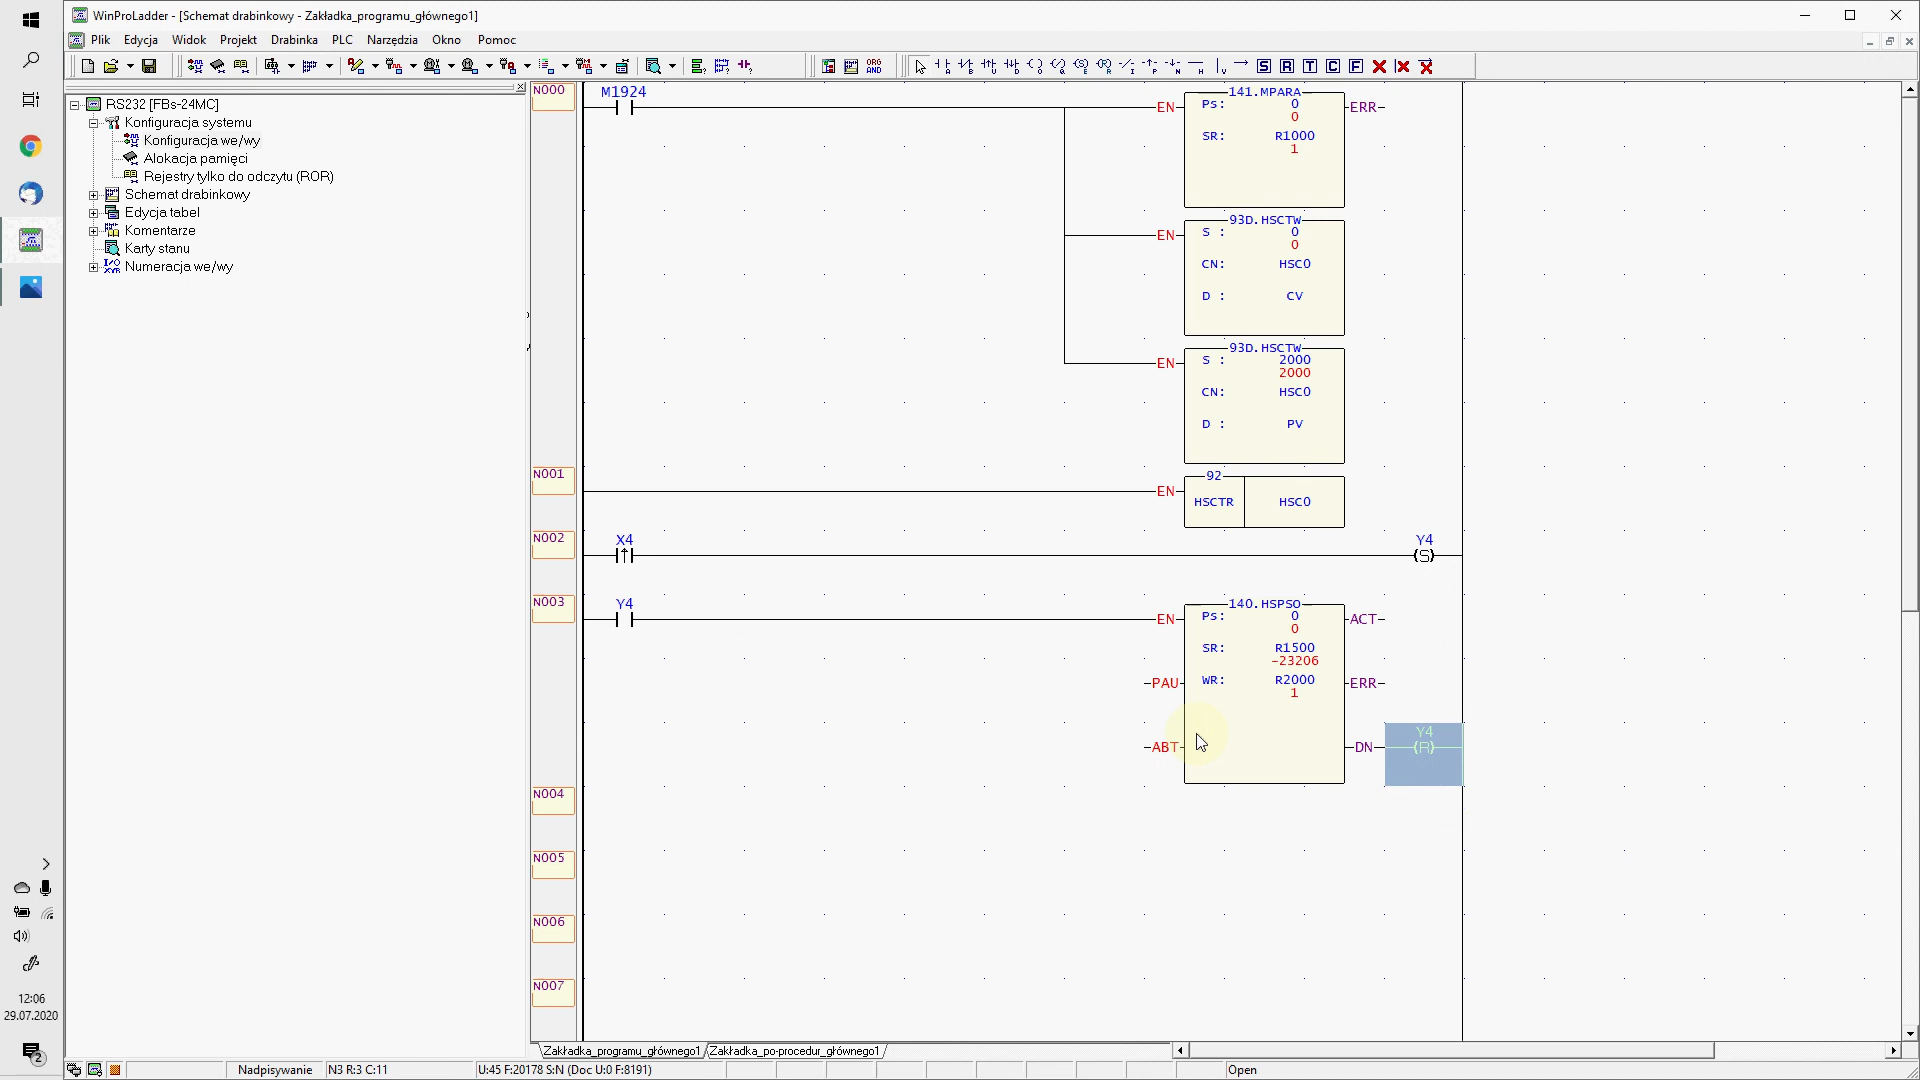 WinProLadder - [Schemat drabinkowy - Zakładka_programu_głównego1]
Plik Edycja Widok Projekt Drabinka PLC Narzędzia Okno Pomoc
ORG
AND
S R T C F
RS232 [FBs-24MC]
Konfiguracja systemu
Konfiguracja we/wy
Alokacja pamięci
Rejestry tylko do odczytu (ROR)
Schemat drabinkowy
Edycja tabel
Komentarze
Karty stanu
Numeracja we/wy
N000
M1924
EN
141.MPARA
Ps: 0
0
SR: R1000
1
ERR
EN
93D.HSCTW
S : 0
0
CN: HSC0
D : CV
EN
93D.HSCTW
S : 2000
2000
CN: HSC0
D : PV
N001
EN
92
HSCTR HSC0
N002
X4
Y4
(S)
N003
Y4
EN
140.HSPSO
Ps: 0
0
SR: R1500
-23206
WR: R2000
1
ACT
PAU
ERR
ABT
DN
Y4
(R)
N004
N005
N006
N007
12:06
29.07.2020
2
Zakładka_programu_głównego1 Zakładka_po-procedur_głównego1
Nadpisywanie N3 R:3 C:11 U:45 F:20178 S:N (Doc U:0 F:8191) Open